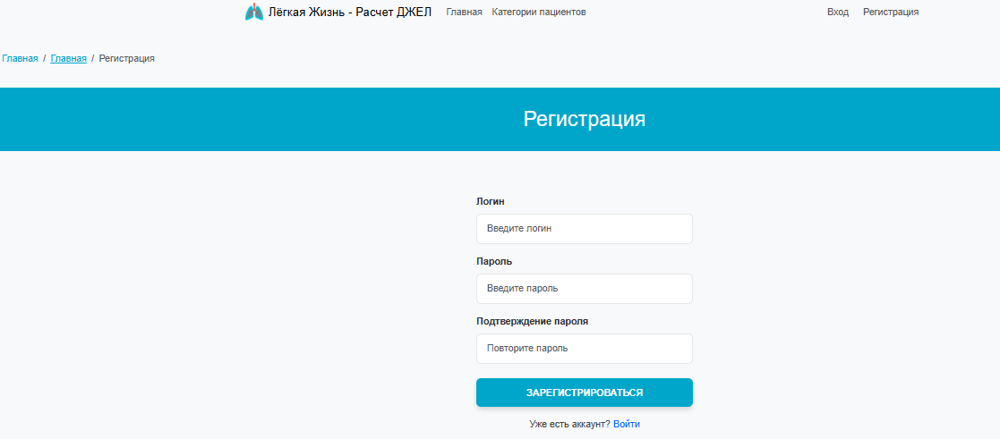 Лёгкая Жизнь - Расчет ДЖЕЛ Главная Категории пациентов Вход Регистрация
Главная / Главная / Регистрация
Регистрация
Логин
Введите логин
Пароль
Введите пароль
Подтверждение пароля
Повторите пароль
ЗАРЕГИСТРИРОВАТЬСЯ
Уже есть аккаунт? Войти